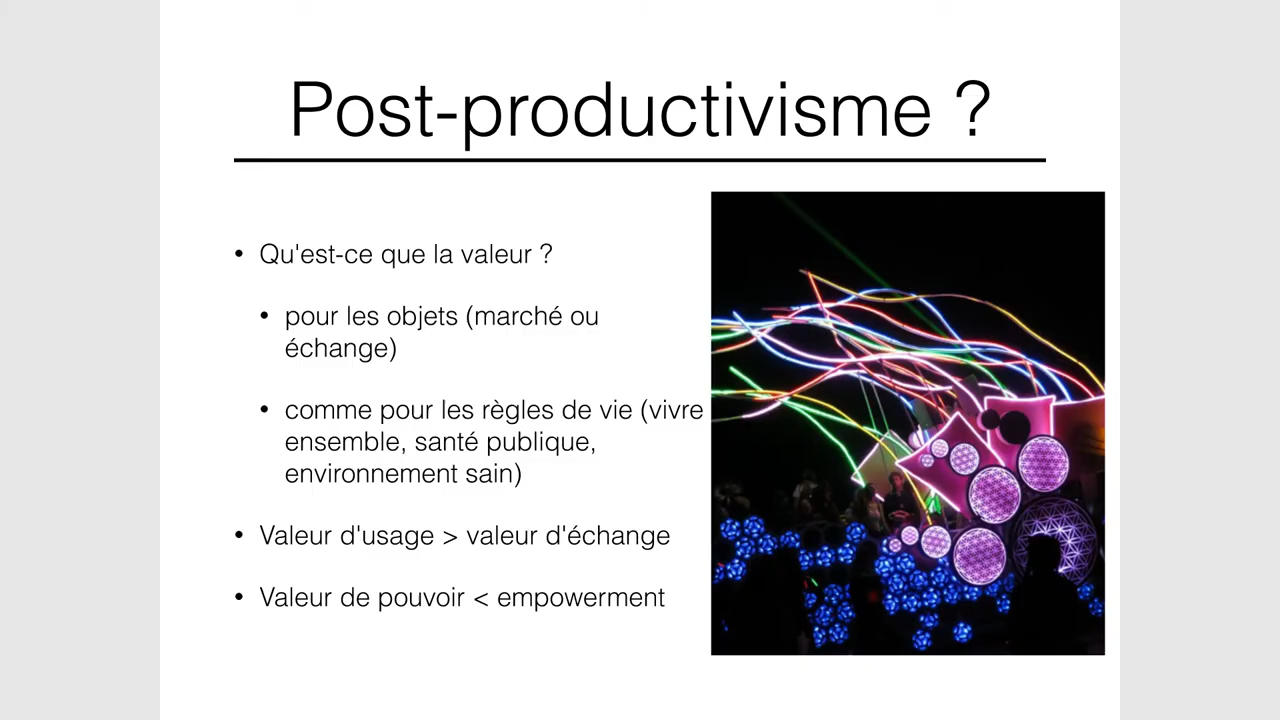 Post-productivisme ?
• Qu'est-ce que la valeur ?
• pour les objets (marché ou
échange)
• comme pour les règles de vie (vivre
ensemble, santé publique,
environnement sain)
• Valeur d'usage > valeur d'échange
• Valeur de pouvoir < empowerment